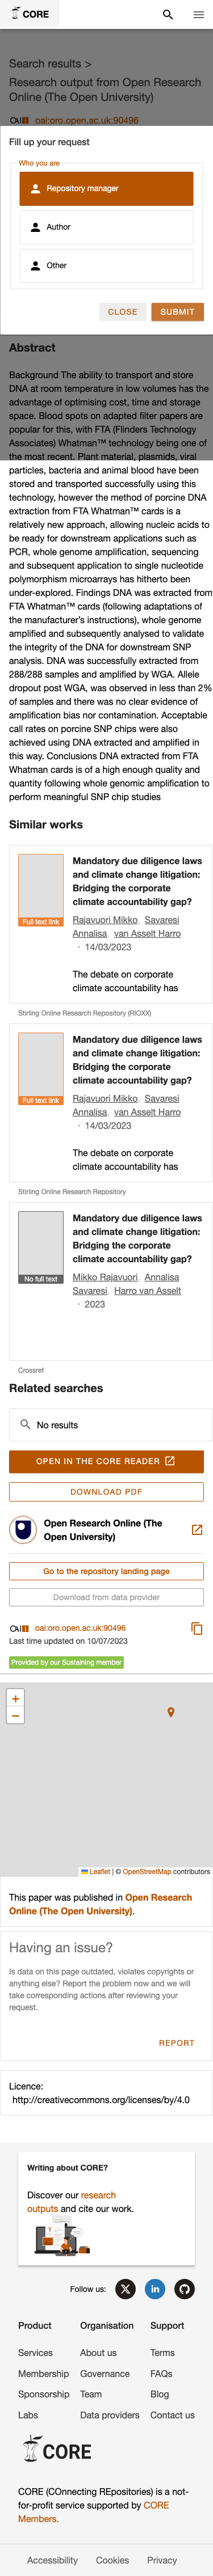 CORE
Search results >
Research output from Open Research
Online (The Open University)
OAI oai:oro.open.ac.uk:90496
Fill up your request
Who you are
Repository manager
Author
Other
CLOSE
SUBMIT
Abstract
Background The ability to transport and store
DNA at room temperature in low volumes has the
advantage of optimising cost, time and storage
space. Blood spots on adapted filter papers are
popular for this, with FTA (Flinders Technology
Associates) Whatman™ technology being one of
the most recent. Plant material, plasmids, viral
particles, bacteria and animal blood have been
stored and transported successfully using this
technology, however the method of porcine DNA
extraction from FTA Whatman™ cards is a
relatively new approach, allowing nucleic acids to
be ready for downstream applications such as
PCR, whole genome amplification, sequencing
and subsequent application to single nucleotide
polymorphism microarrays has hitherto been
under-explored. Findings DNA was extracted from
FTA Whatman™ cards (following adaptations of
the manufacturer's instructions), whole genome
amplified and subsequently analysed to validate
the integrity of the DNA for downstream SNP
analysis. DNA was successfully extracted from
288/288 samples and amplified by WGA. Allele
dropout post WGA, was observed in less than 2%
of samples and there was no clear evidence of
amplification bias nor contamination. Acceptable
call rates on porcine SNP chips were also
achieved using DNA extracted and amplified in
this way. Conclusions DNA extracted from FTA
Whatman cards is of a high enough quality and
quantity following whole genomic amplification to
perform meaningful SNP chip studies
Similar works
Full text link
Mandatory due diligence laws
and climate change litigation:
Bridging the corporate
climate accountability gap?
Rajavuori Mikko, Savaresi
Annalisa, van Asselt Harro
• 14/03/2023
The debate on corporate
climate accountability has
Stirling Online Research Repository (RIOXX)
Full text link
Mandatory due diligence laws
and climate change litigation:
Bridging the corporate
climate accountability gap?
Rajavuori Mikko, Savaresi
Annalisa, van Asselt Harro
• 14/03/2023
The debate on corporate
climate accountability has
Stirling Online Research Repository
No full text
Mandatory due diligence laws
and climate change litigation:
Bridging the corporate
climate accountability gap?
Mikko Rajavuori, Annalisa
Savaresi, Harro van Asselt
• 2023
Crossref
Related searches
No results
OPEN IN THE CORE READER
DOWNLOAD PDF
Open Research Online (The
Open University)
Go to the repository landing page
Download from data provider
OAI oai:oro.open.ac.uk:90496
Last time updated on 10/07/2023
Provided by our Sustaining member
+
−
Leaflet | © OpenStreetMap contributors
This paper was published in Open Research
Online (The Open University).
Having an issue?
Is data on this page outdated, violates copyrights or
anything else? Report the problem now and we will
take corresponding actions after reviewing your
request.
REPORT
Licence:
http://creativecommons.org/licenses/by/4.0
Writing about CORE?
Discover our research
outputs and cite our work.
Follow us:
Product
Organisation
Support
Services
About us
Terms
Membership
Governance
FAQs
Sponsorship
Team
Blog
Labs
Data providers
Contact us
CORE
CORE (COnnecting REpositories) is a not-
for-profit service supported by CORE
Members.
Accessibility
Cookies
Privacy